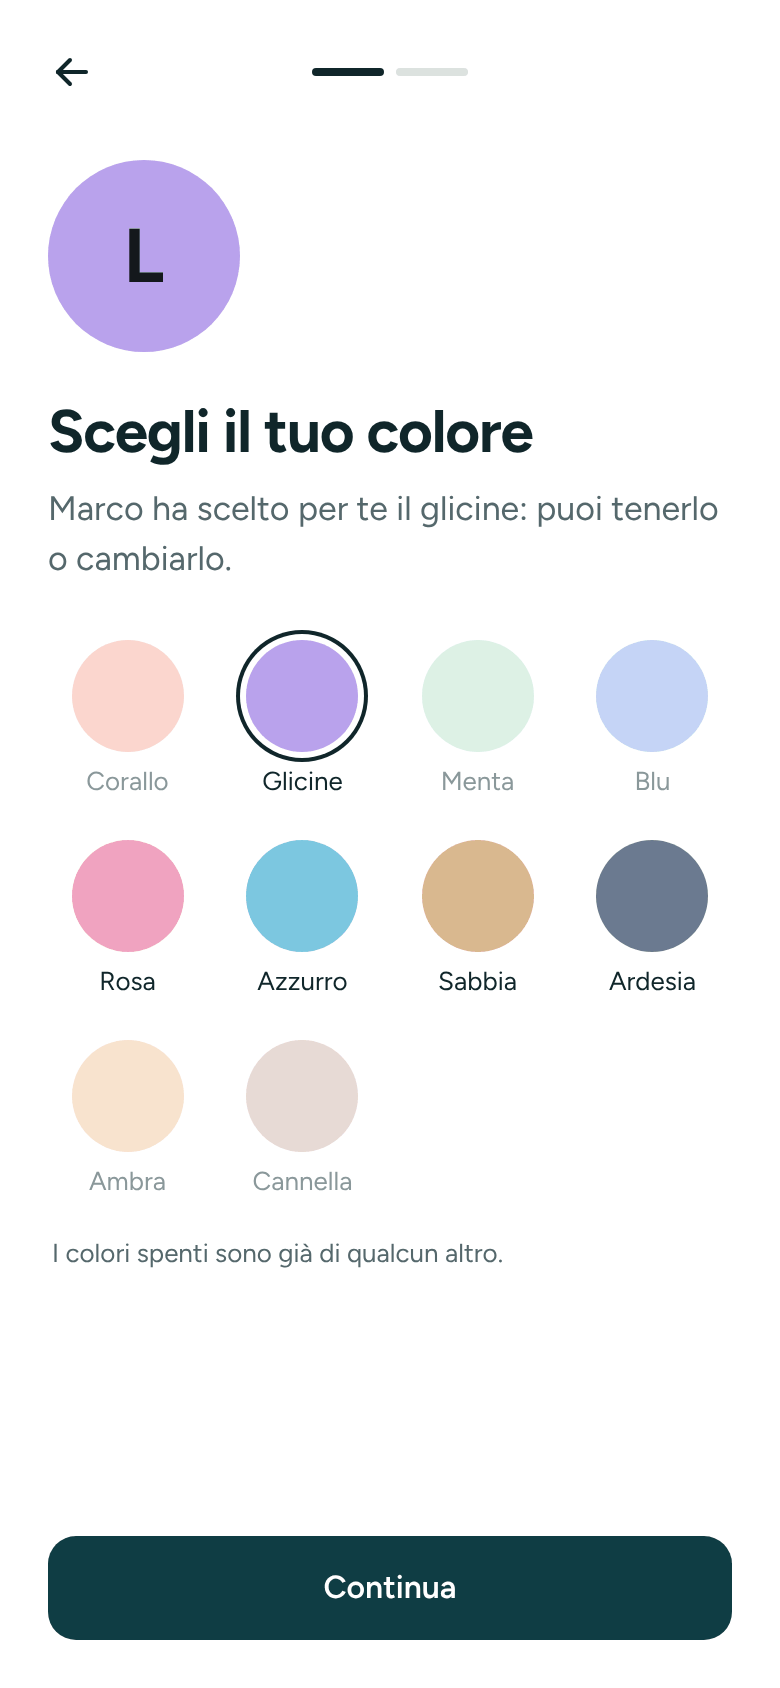 L
Scegli il tuo colore
Marco ha scelto per te il glicine: puoi tenerlo
o cambiarlo.
Corallo
Glicine
Menta
Blu
Rosa
Azzurro
Sabbia
Ardesia
Ambra
Cannella
I colori spenti sono già di qualcun altro.
Continua